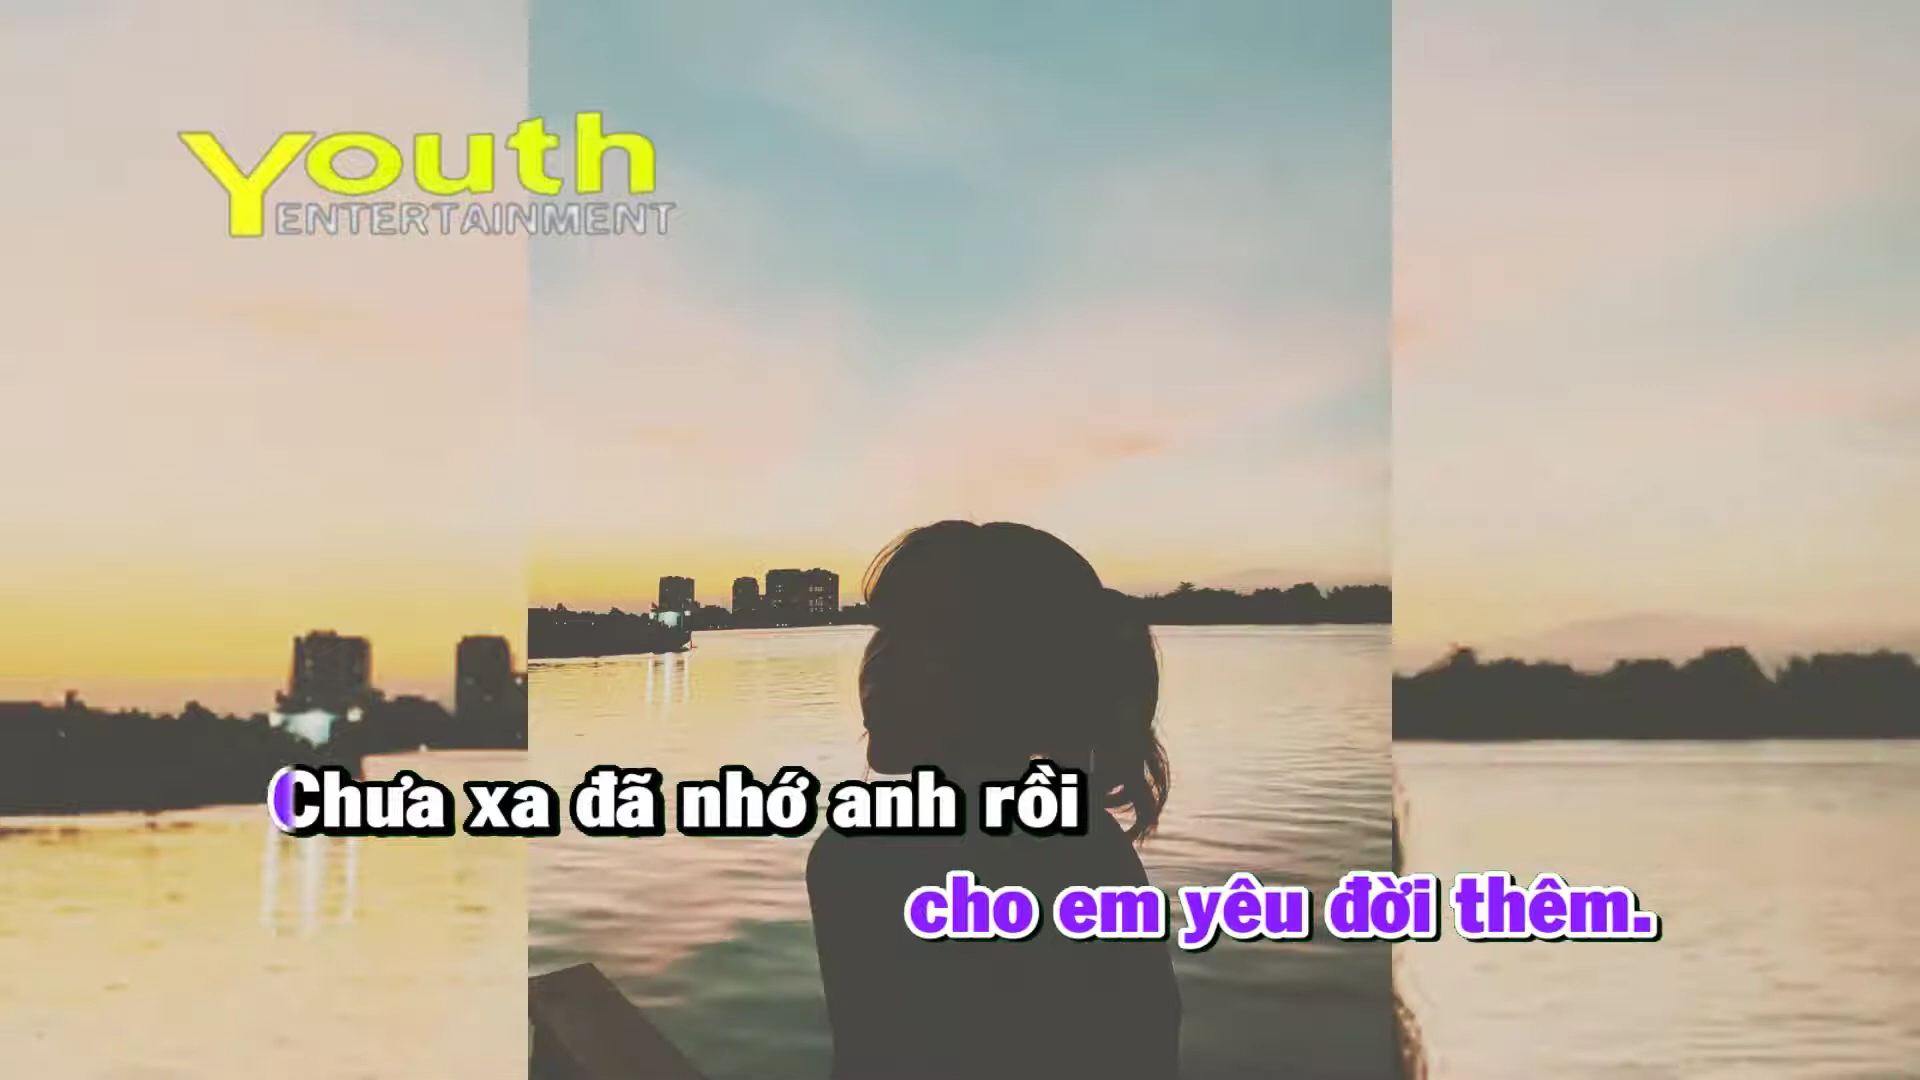 Youth
ENTERTAINMENT
Chưa xa đã nhớ anh rồi
cho em yêu đời thêm.